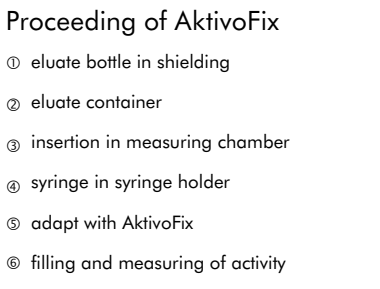 Proceeding of AktivoFix
① eluate bottle in shielding
② eluate container
③ insertion in measuring chamber
④ syringe in syringe holder
⑤ adapt with AktivoFix
⑥ filling and measuring of activity